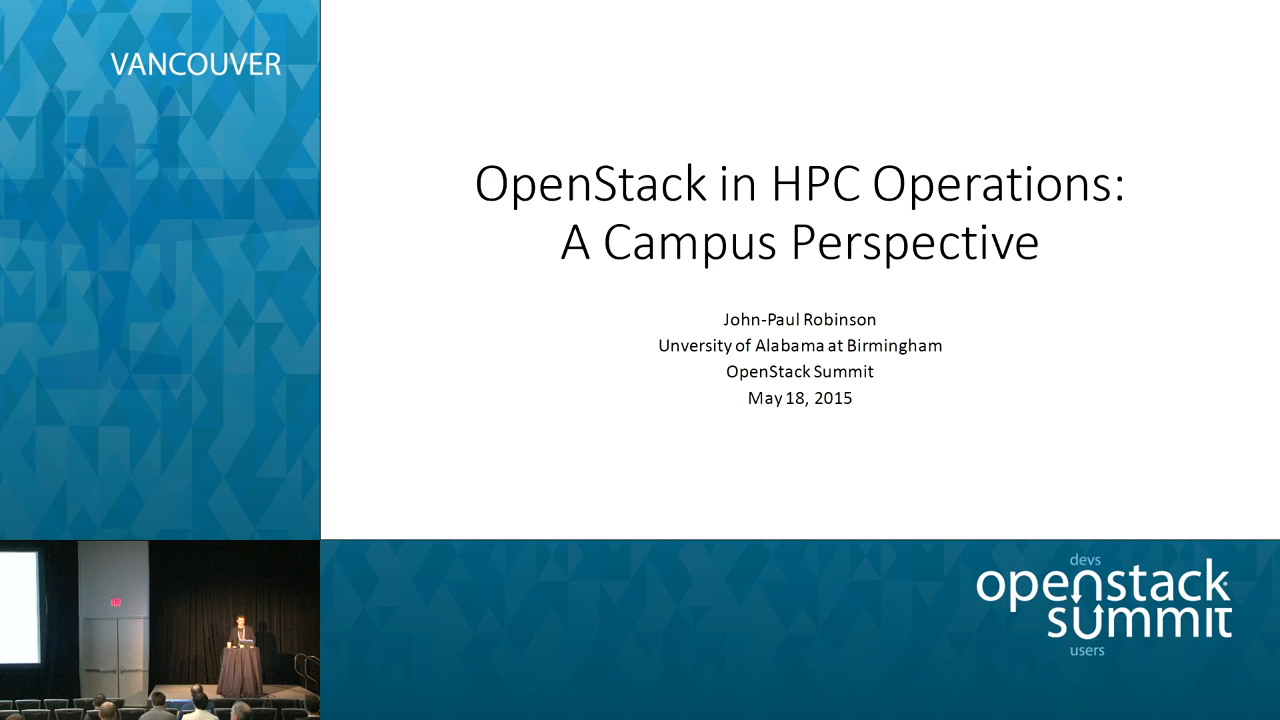 VANCOUVER
OpenStack in HPC Operations:
A Campus Perspective
John-Paul Robinson
Unversity of Alabama at Birmingham
OpenStack Summit
May 18, 2015
devs
openstack
summit
users